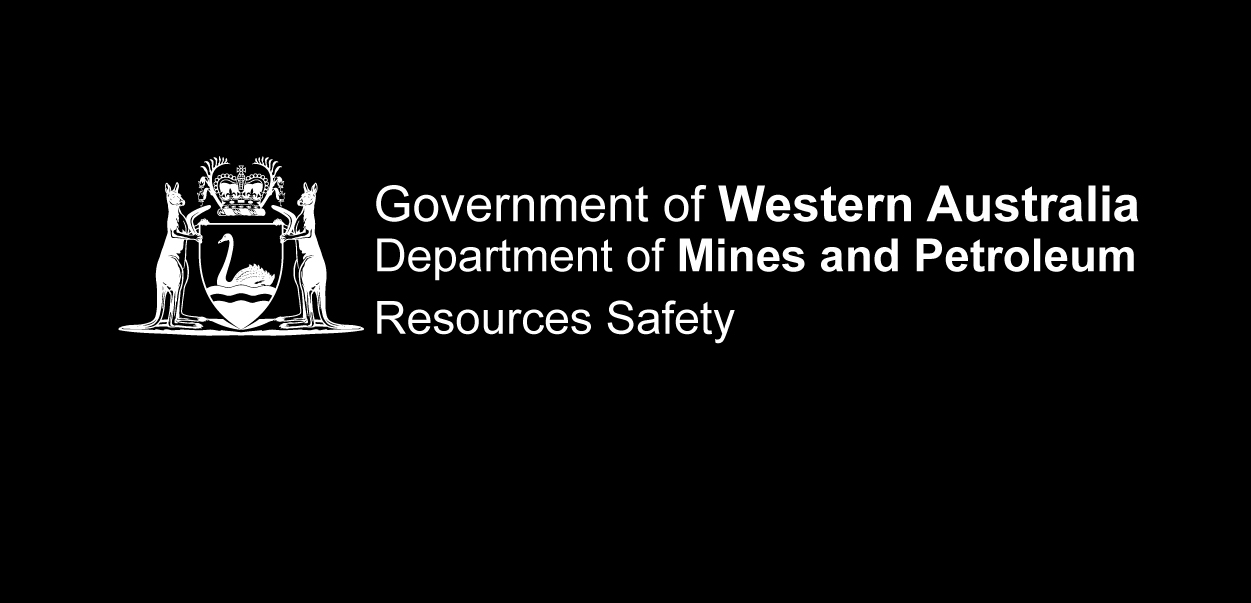 Government of Western Australia
Department of Mines and Petroleum
Resources Safety